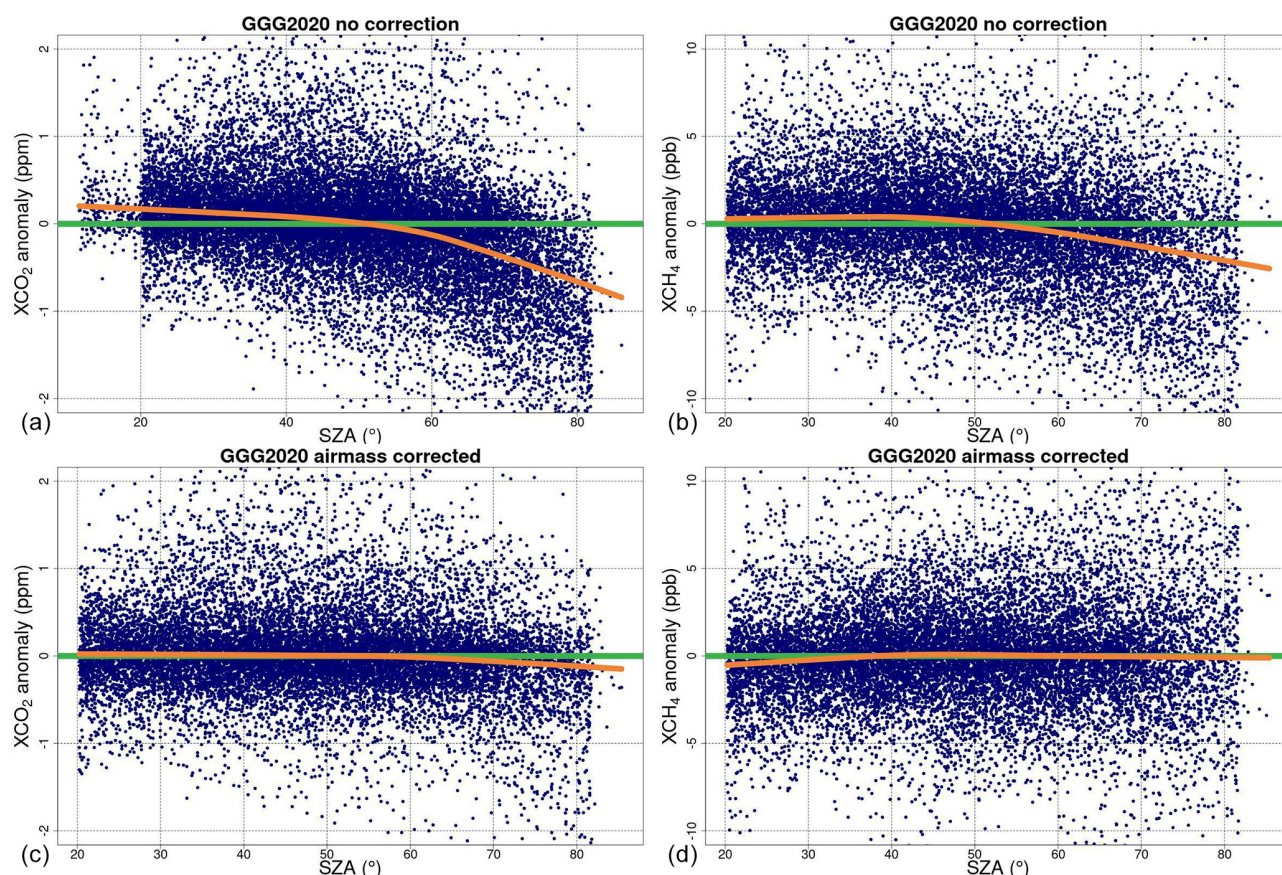 GGG2020 no correction
XCO2 anomaly (ppm)
2
1
0
-1
-2
20 40 60 80
SZA (°)
(a)
GGG2020 no correction
XCH4 anomaly (ppb)
10
5
0
-5
-10
20 30 40 50 60 70 80
SZA (°)
(b)
GGG2020 airmass corrected
XCO2 anomaly (ppm)
2
1
0
-1
-2
20 30 40 50 60 70 80
SZA (°)
(c)
GGG2020 airmass corrected
XCH4 anomaly (ppb)
10
5
0
-5
-10
20 30 40 50 60 70 80
SZA (°)
(d)